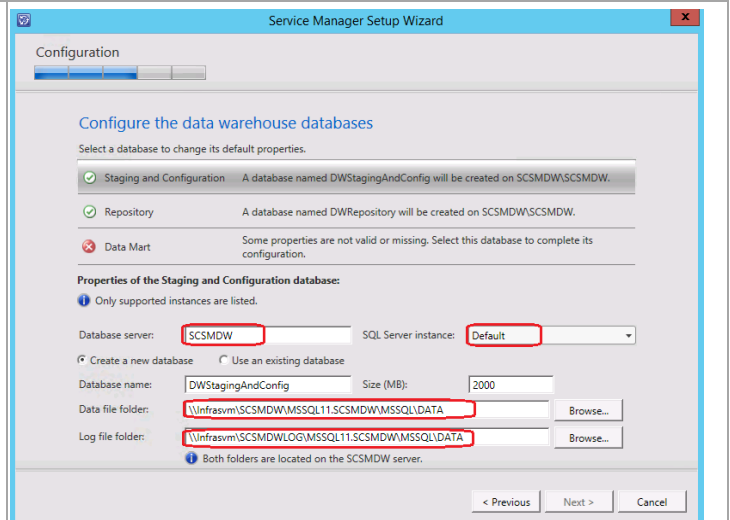 Service Manager Setup Wizard
x
Configuration
Configure the data warehouse databases
Select a database to change its default properties.
Staging and Configuration A database named DWStagingAndConfig will be created on SCSMDW\SCSMDW.
Repository A database named DWRepository will be created on SCSMDW\SCSMDW.
Data Mart Some properties are not valid or missing. Select this database to complete its
configuration.
Properties of the Staging and Configuration database:
Only supported instances are listed.
Database server: SCSMDW SQL Server instance: Default
Create a new database Use an existing database
Database name: DWStagingAndConfig Size (MB): 2000
Data file folder: \\Infrasvm\SCSMDW\MSSQL11.SCSMDW\MSSQL\DATA Browse...
Log file folder: \\Infrasvm\SCSMDWLOG\MSSQL11.SCSMDW\MSSQL\DATA Browse...
Both folders are located on the SCSMDW server.
< Previous Next > Cancel